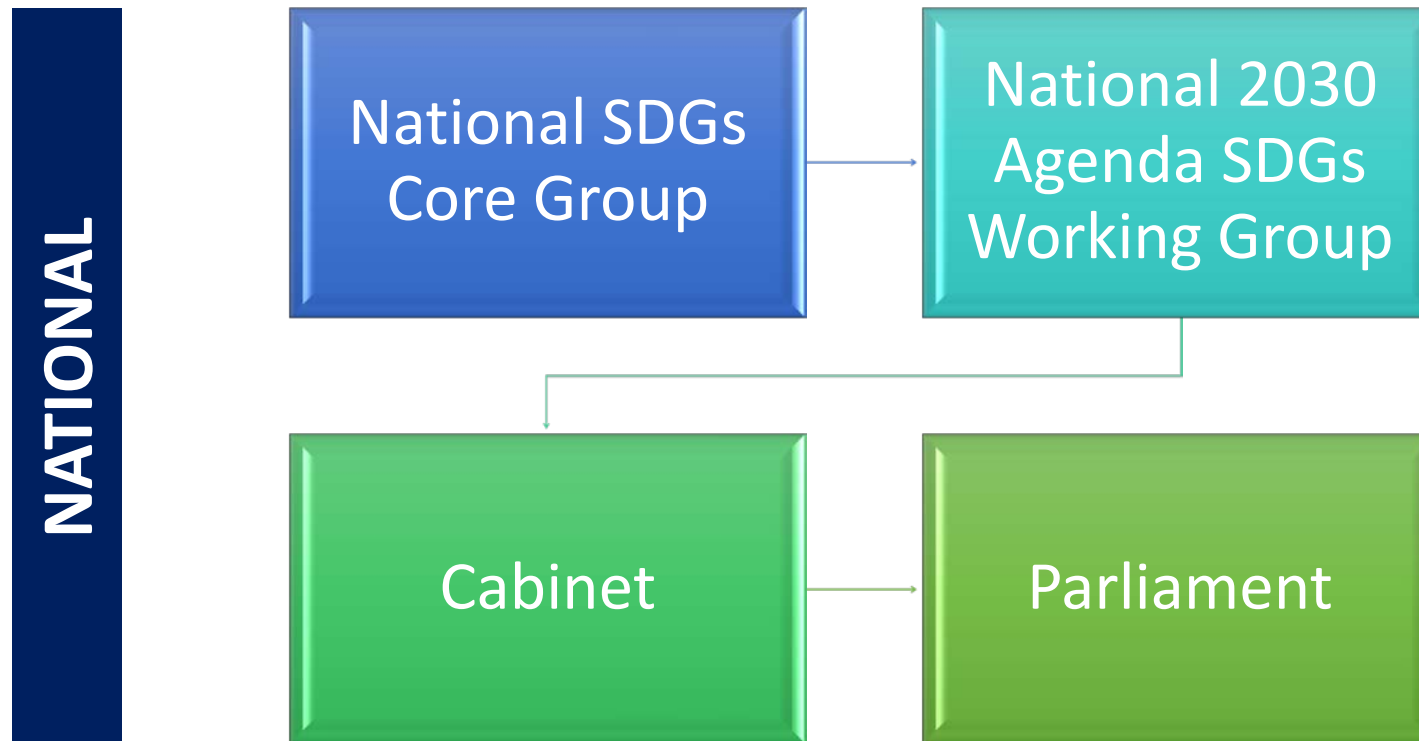 NATIONAL
National SDGs
Core Group
National 2030
Agenda SDGs
Working Group
Cabinet
Parliament